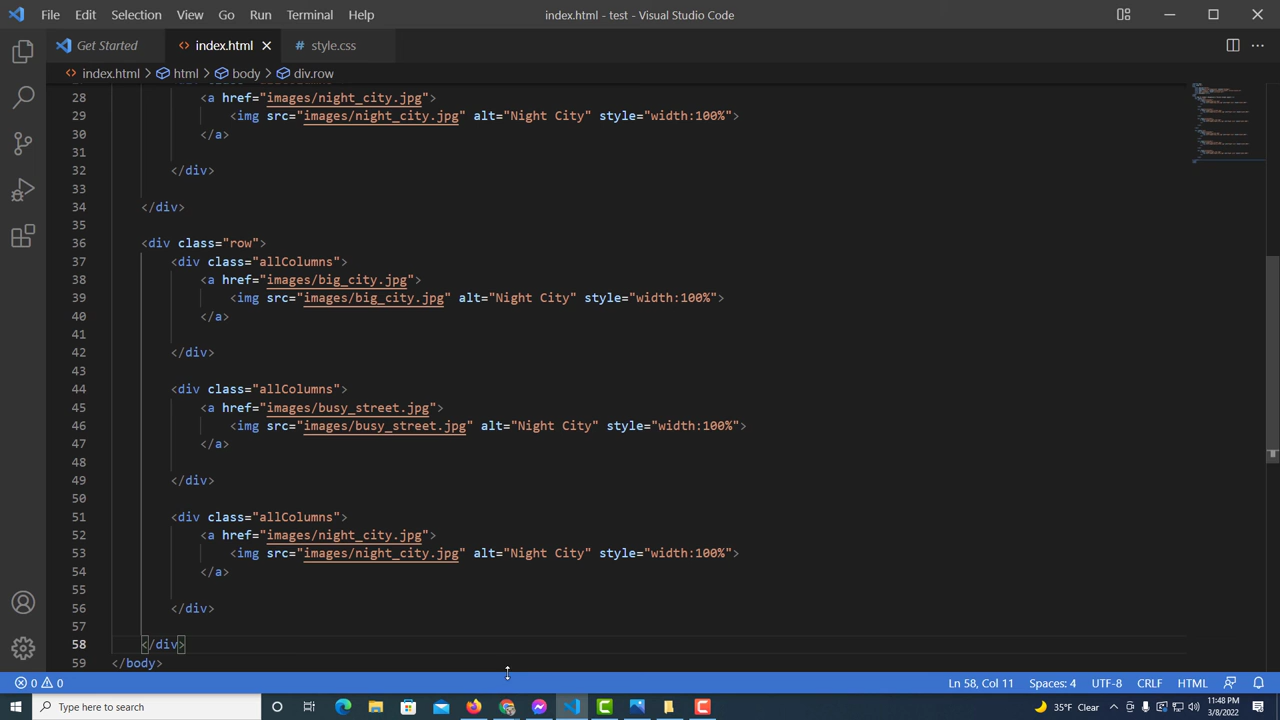 File Edit Selection View Go Run Terminal Help index.html - test - Visual Studio Code
Get Started index.html style.css
index.html > html > body > div.row
28 <a href="images/night_city.jpg">
29 <img src="images/night_city.jpg" alt="Night City" style="width:100%">
30 </a>
31
32 </div>
33
34 </div>
35
36 <div class="row">
37 <div class="allColumns">
38 <a href="images/big_city.jpg">
39 <img src="images/big_city.jpg" alt="Night City" style="width:100%">
40 </a>
41
42 </div>
43
44 <div class="allColumns">
45 <a href="images/busy_street.jpg">
46 <img src="images/busy_street.jpg" alt="Night City" style="width:100%">
47 </a>
48
49 </div>
50
51 <div class="allColumns">
52 <a href="images/night_city.jpg">
53 <img src="images/night_city.jpg" alt="Night City" style="width:100%">
54 </a>
55
56 </div>
57
58 </div>
59 </body>
0 0 Ln 58, Col 11 Spaces: 4 UTF-8 CRLF HTML
Type here to search 35°F Clear 11:48 PM
3/8/2022